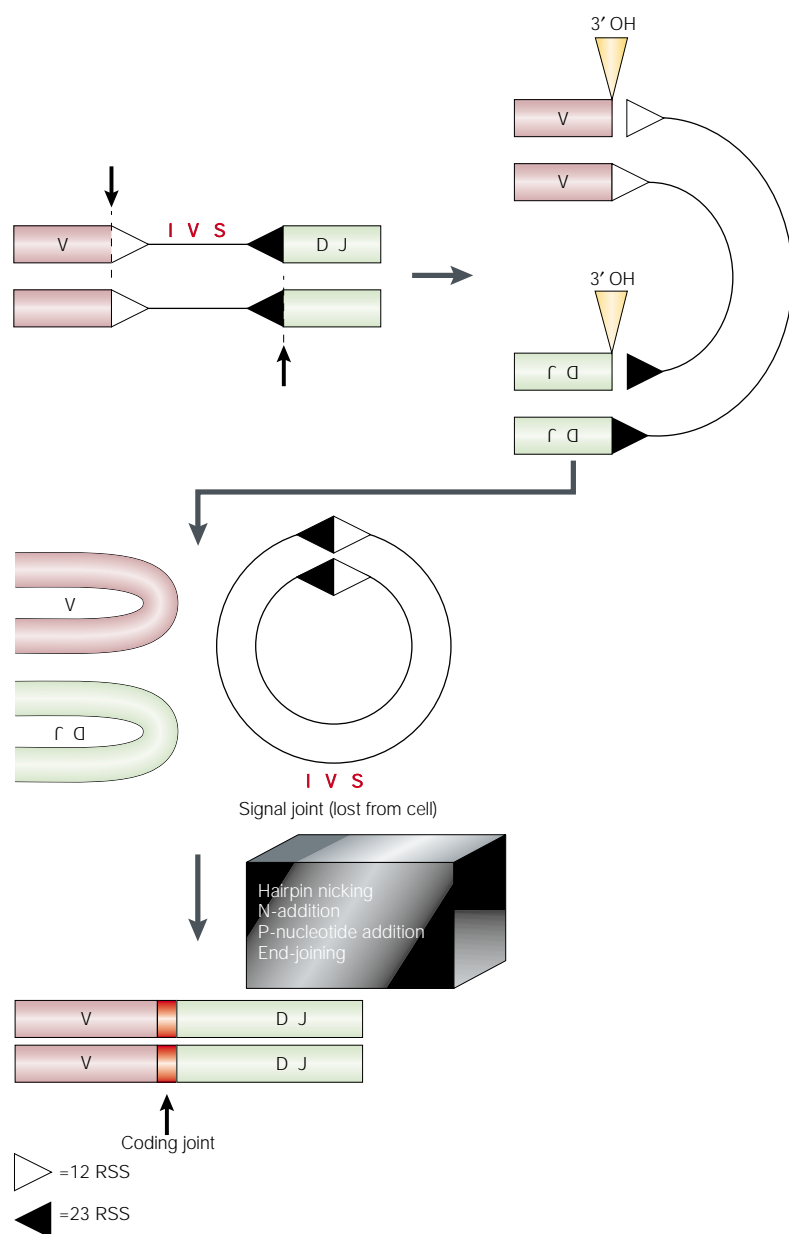 3′ OH
V
V
V
I V S
D J
3′ OH
D J
D J
V
D J
I V S
Signal joint (lost from cell)
Hairpin nicking
N-addition
P-nucleotide addition
End-joining
V
D J
V
D J
Coding joint
=12 RSS
=23 RSS